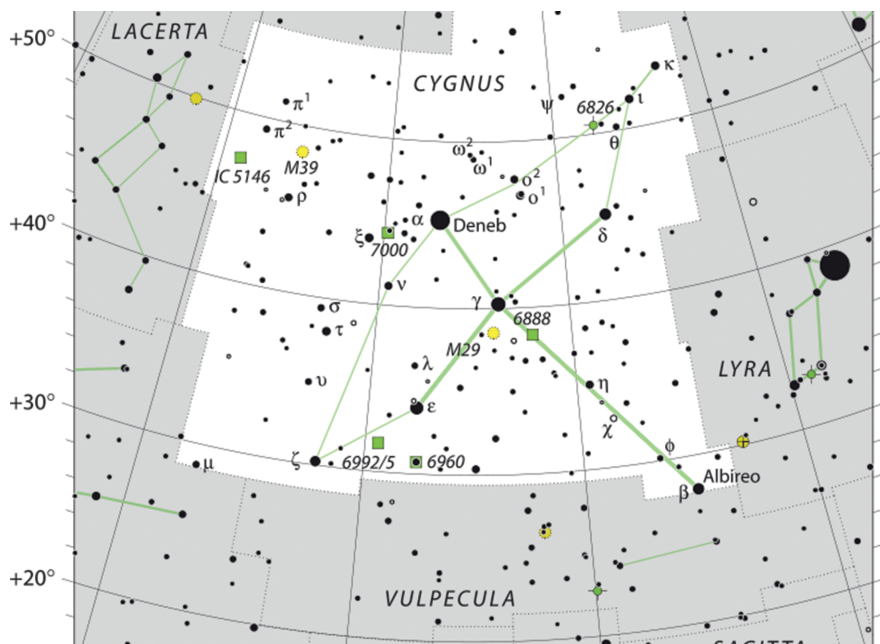 +50°
LACERTA
CYGNUS
κ
π¹
ψ
6826
ι
π²
θ
M39
ω²
ω¹
IC 5146
ο²
ρ
ο¹
+40°
α
Deneb
ξ
7000
δ
ν
γ
σ
6888
τ
M29
LYRA
λ
υ
η
+30°
ε
χ
φ
ζ
μ
6992/5
6960
Albireo
β
+20°
VULPECULA